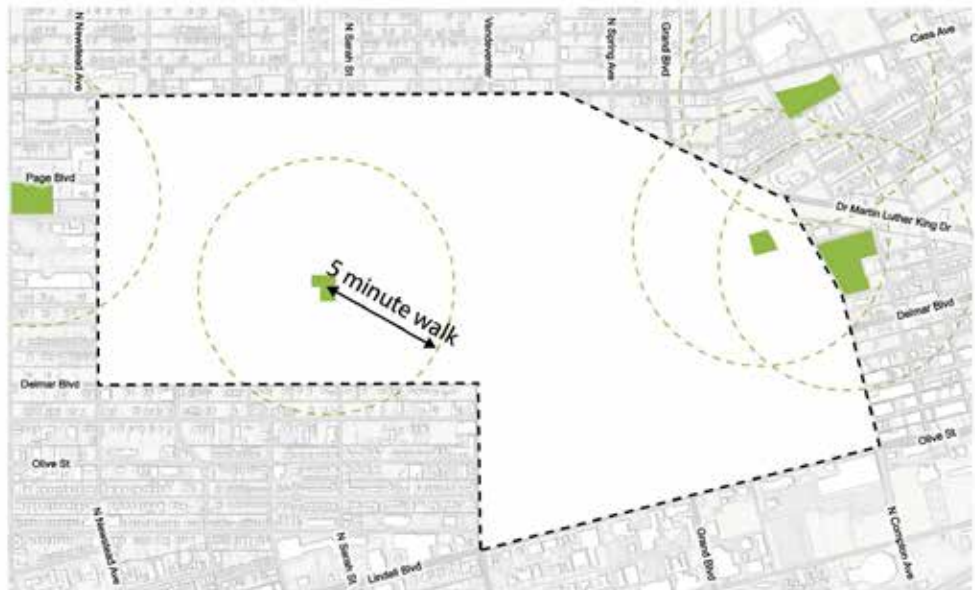 N Newstead Ave
N Sarah St
Vandeventer
N Spring Ave
Grand Blvd
Cass Ave
Page Blvd
Dr Martin Luther King Dr
5 minute walk
Delmar Blvd
Delmar Blvd
Olive St
Olive St
N Newstead Ave
N Sarah St
Lindell Blvd
Grand Blvd
N Compton Ave